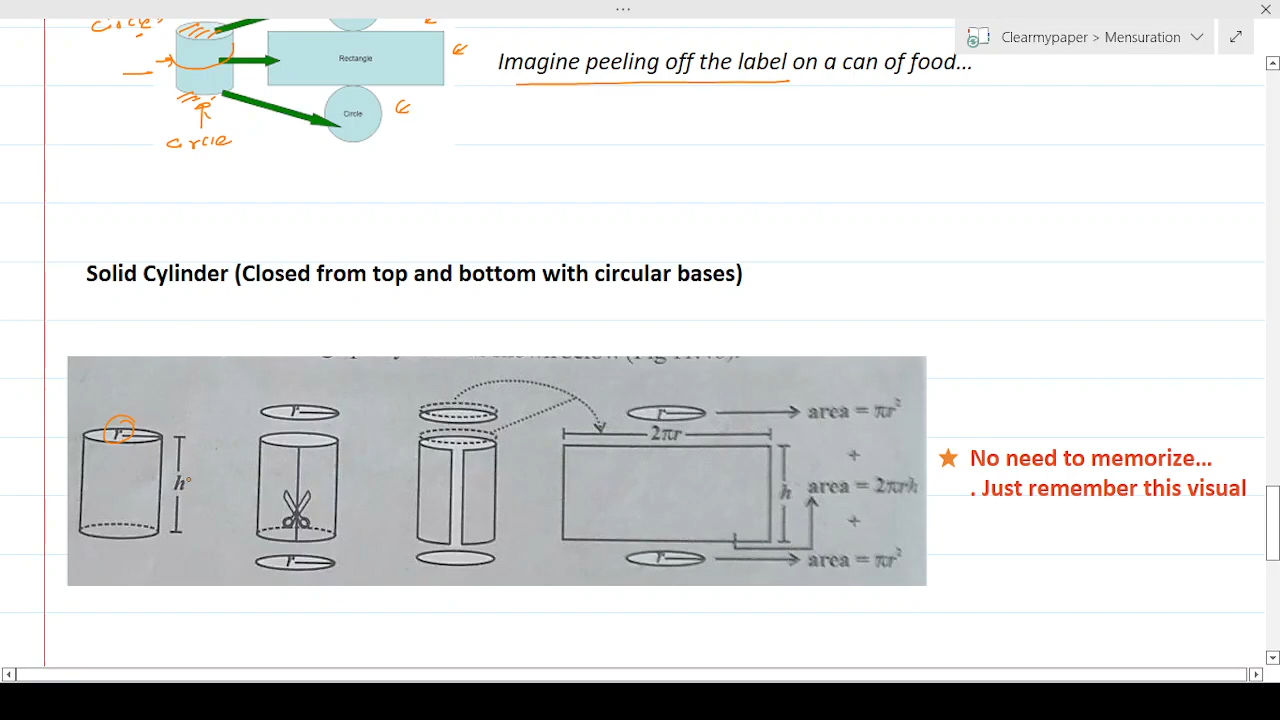 ...
circle
Clearmypaper > Mensuration
Rectangle
Imagine peeling off the label on a can of food...
Circle
circle
Solid Cylinder (Closed from top and bottom with circular bases)
r
h
r
r
r
area = πr²
2πr
+
h
area = 2πrh
+
r
area = πr²
No need to memorize...
. Just remember this visual